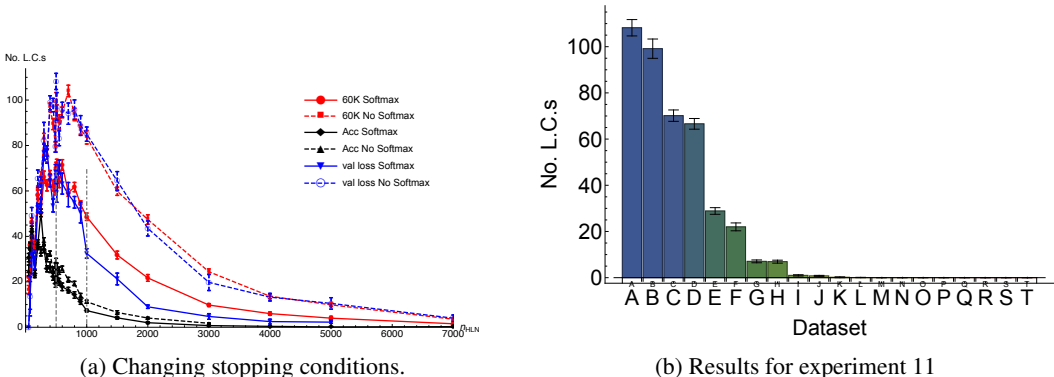 No. L.C.s
100
80
60
40
20
0
1000
2000
3000
4000
5000
6000
7000
nHLN
60K Softmax
60K No Softmax
Acc Softmax
Acc No Softmax
val loss Softmax
val loss No Softmax
(a) Changing stopping conditions.
No. L.C.s
100
80
60
40
20
0
A B C D E F G H I J K L M N O P Q R S T
A B C D E F G H I J K L M N O P Q R S T
Dataset
(b) Results for experiment 11